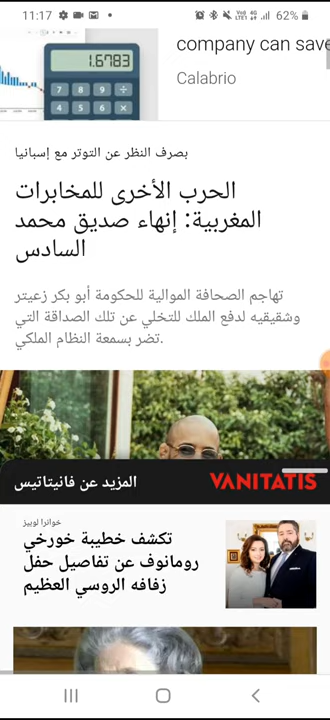 11:17
62%
1.6783
7 8 9 ÷
4 5 6 ×
company can save
Calabrio
بصرف النظر عن التوتر مع إسبانيا
الحرب الأخرى للمخابرات
المغربية: إنهاء صديق محمد
السادس
تهاجم الصحافة الموالية للحكومة أبو بكر زعيتر
وشقيقيه لدفع الملك للتخلي عن تلك الصداقة التي
تضر بسمعة النظام الملكي.
المزيد عن فانيتاتيس
VANITATIS
خوانرا لوبيز
تكشف خطيبة خورخي
رومانوف عن تفاصيل حفل
زفافه الروسي العظيم